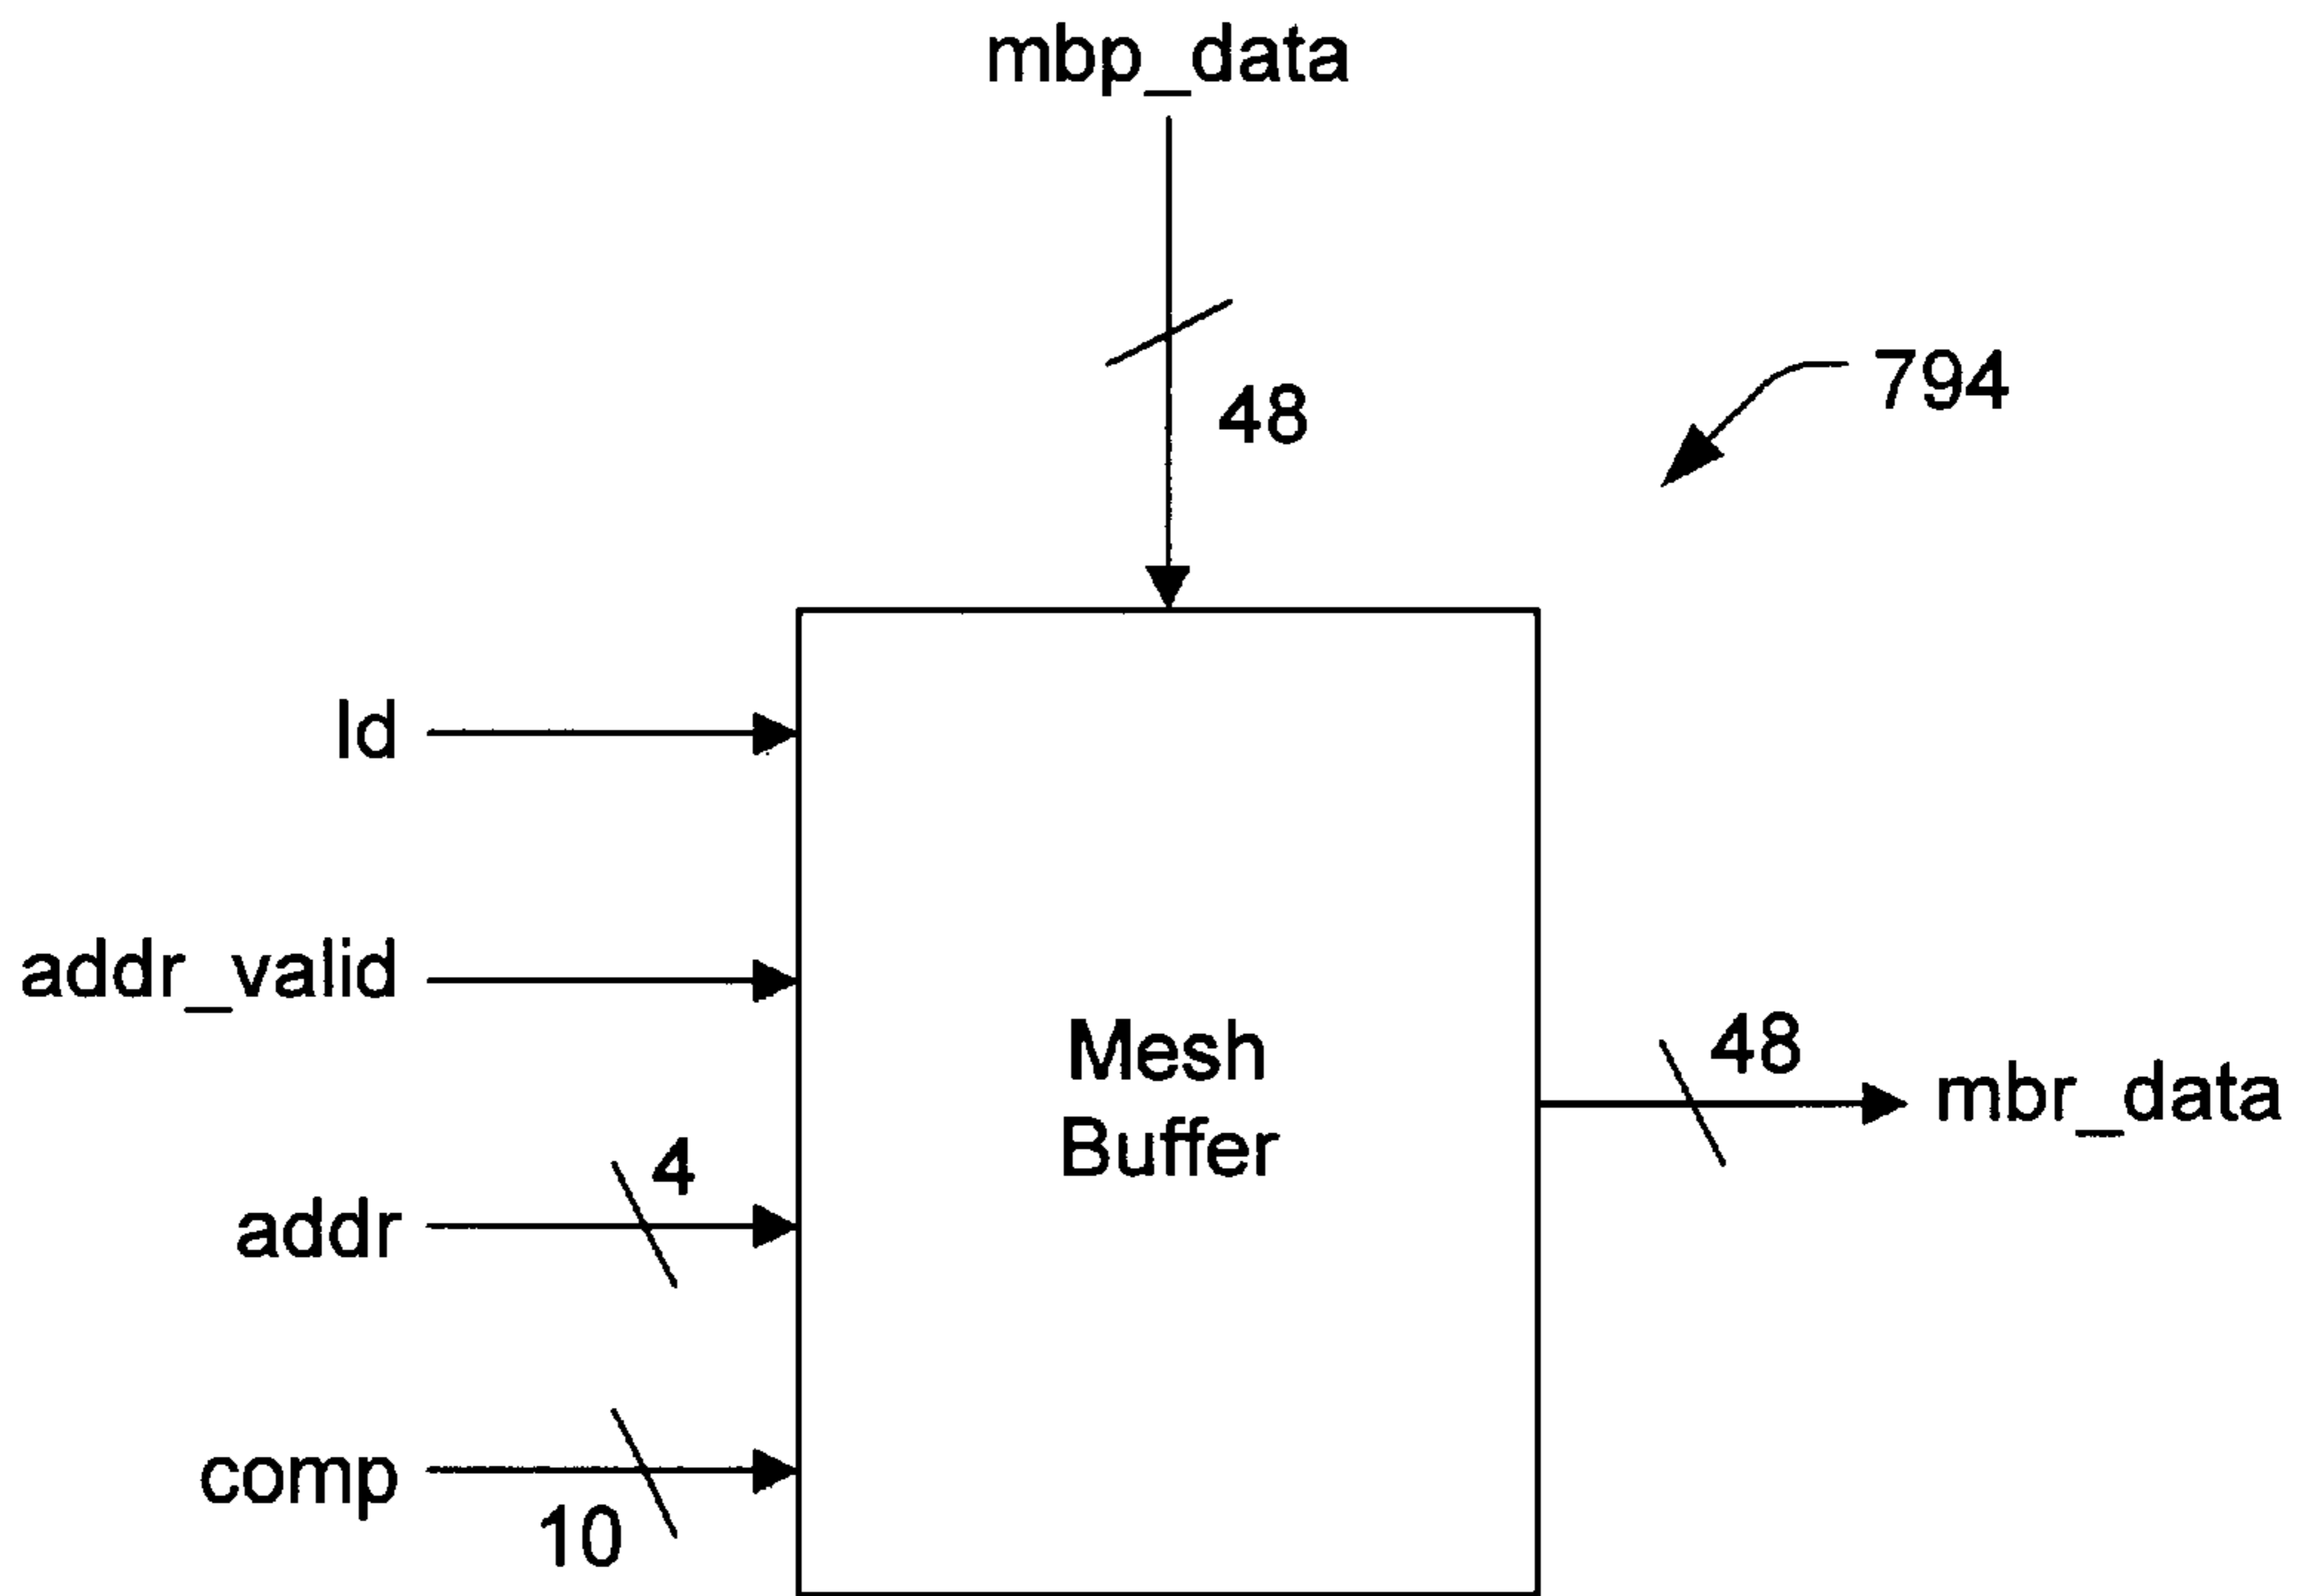 mbp_data
48
794
ld
addr_valid
Mesh
Buffer
48
mbr_data
4
addr
comp
10